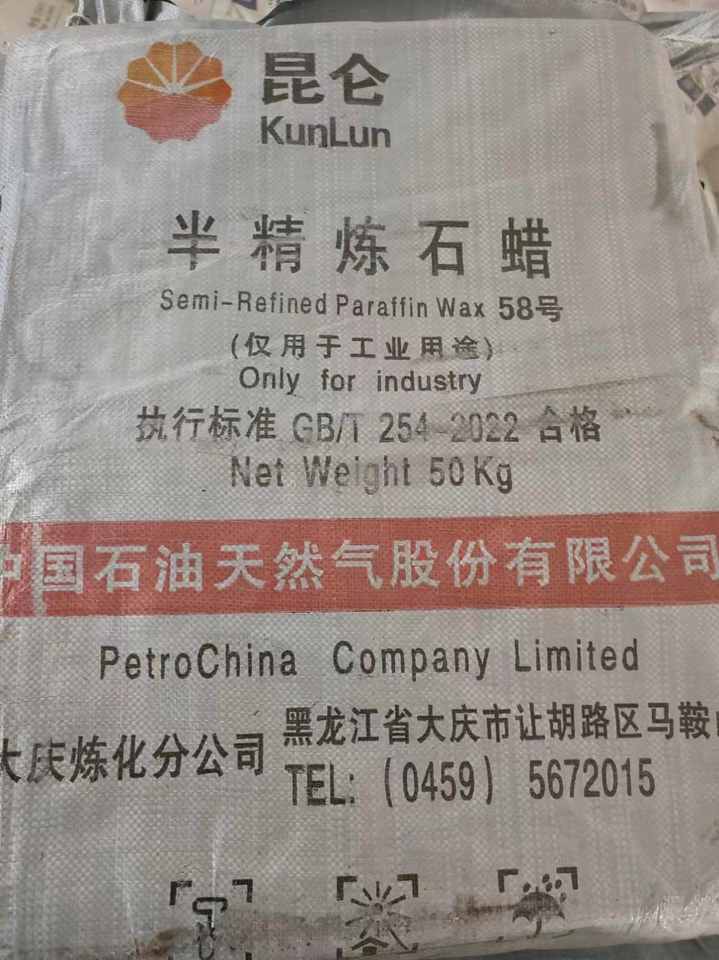 昆仑
KunLun
半精炼石蜡
Semi-Refined Paraffin Wax 58号
(仅用于工业用途)
Only for industry
执行标准 GB/T 254-2022 合格
Net Weight 50Kg
中国石油天然气股份有限公司
PetroChina Company Limited
大庆炼化分公司
黑龙江省大庆市让胡路区马鞍
TEL: (0459) 5672015